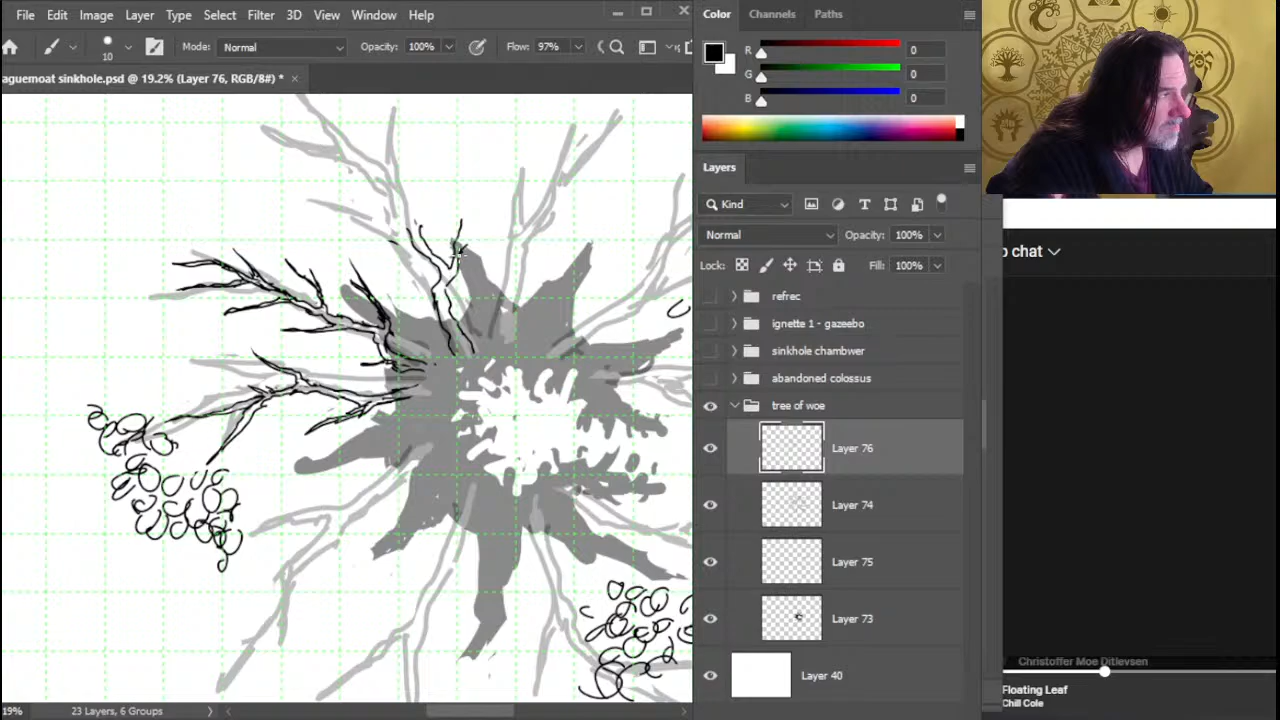 File Edit Image Layer Type Select Filter 3D View Window Help
10 Mode: Normal Opacity: 100% Flow: 97%
aguemoat sinkhole.psd @ 19.2% (Layer 76, RGB/8#) * ×
Color Channels Paths
R 0
G 0
B 0
Layers
Kind T
Normal Opacity: 100%
Lock: Fill: 100%
refrec
ignette 1 - gazeebo
sinkhole chambwer
abandoned colossus
tree of woe
Layer 76
Layer 74
Layer 75
Layer 73
Layer 40
19% 23 Layers, 6 Groups
chat
Christoffer Moe Ditlevsen
Floating Leaf
Chill Cole